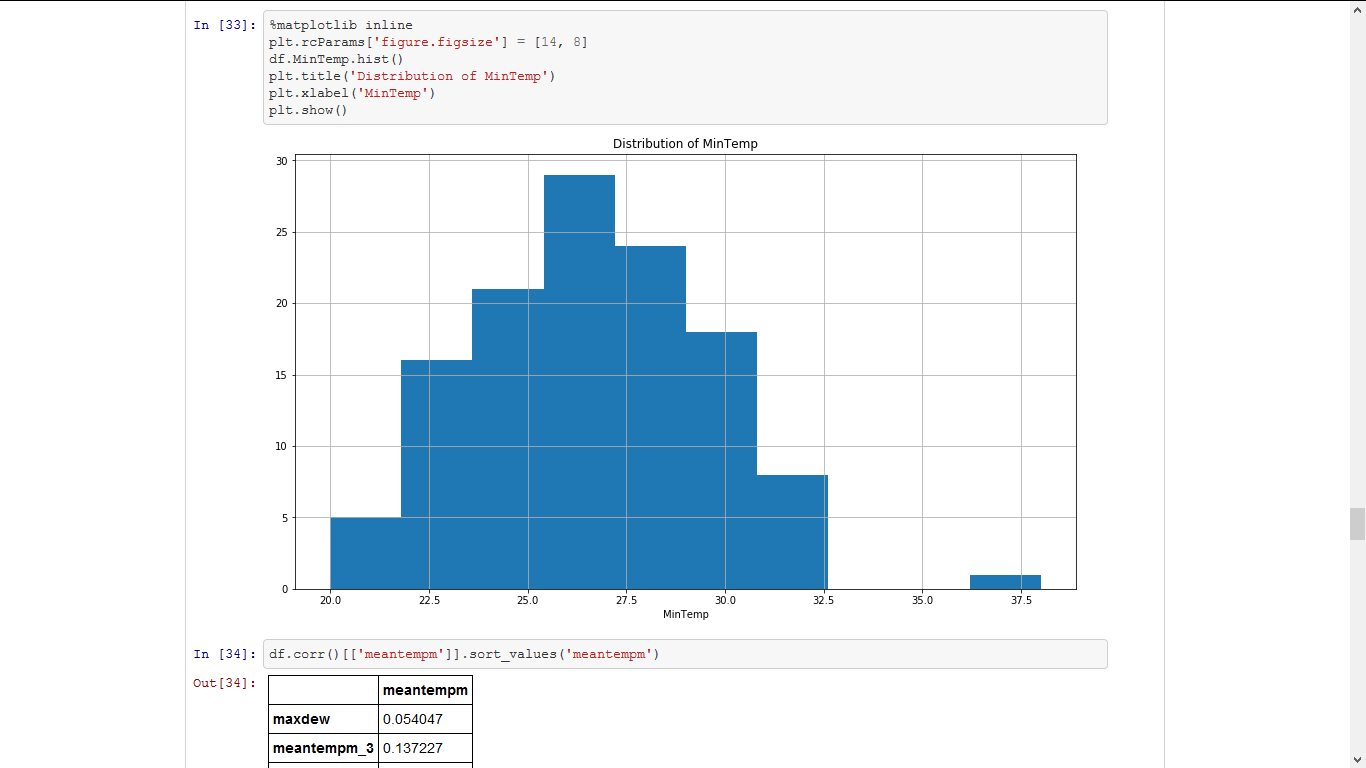 In [33]: %matplotlib inline
plt.rcParams['figure.figsize'] = [14, 8]
df.MinTemp.hist()
plt.title('Distribution of MinTemp')
plt.xlabel('MinTemp')
plt.show()
Distribution of MinTemp
30
25
20
15
10
5
0
20.0 22.5 25.0 27.5 30.0 32.5 35.0 37.5
MinTemp
In [34]: df.corr()[['meantempm']].sort_values('meantempm')
Out[34]:
meantempm
maxdew 0.054047
meantempm_3 0.137227